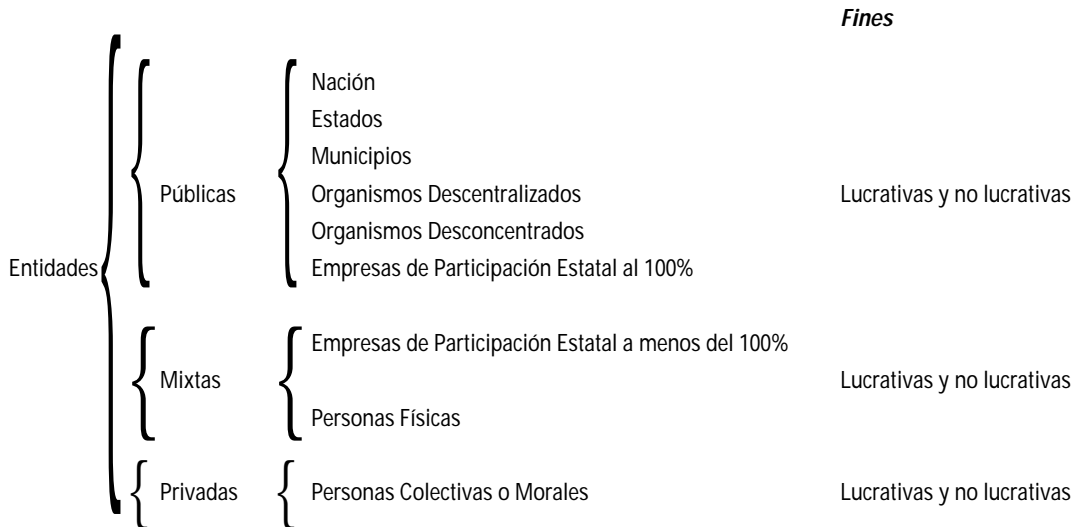 Fines
Nación
Estados
Municipios
Públicas Organismos Descentralizados Lucrativas y no lucrativas
Organismos Desconcentrados
Entidades Empresas de Participación Estatal al 100%
Empresas de Participación Estatal a menos del 100%
Mixtas Lucrativas y no lucrativas
Personas Físicas
Privadas Personas Colectivas o Morales Lucrativas y no lucrativas